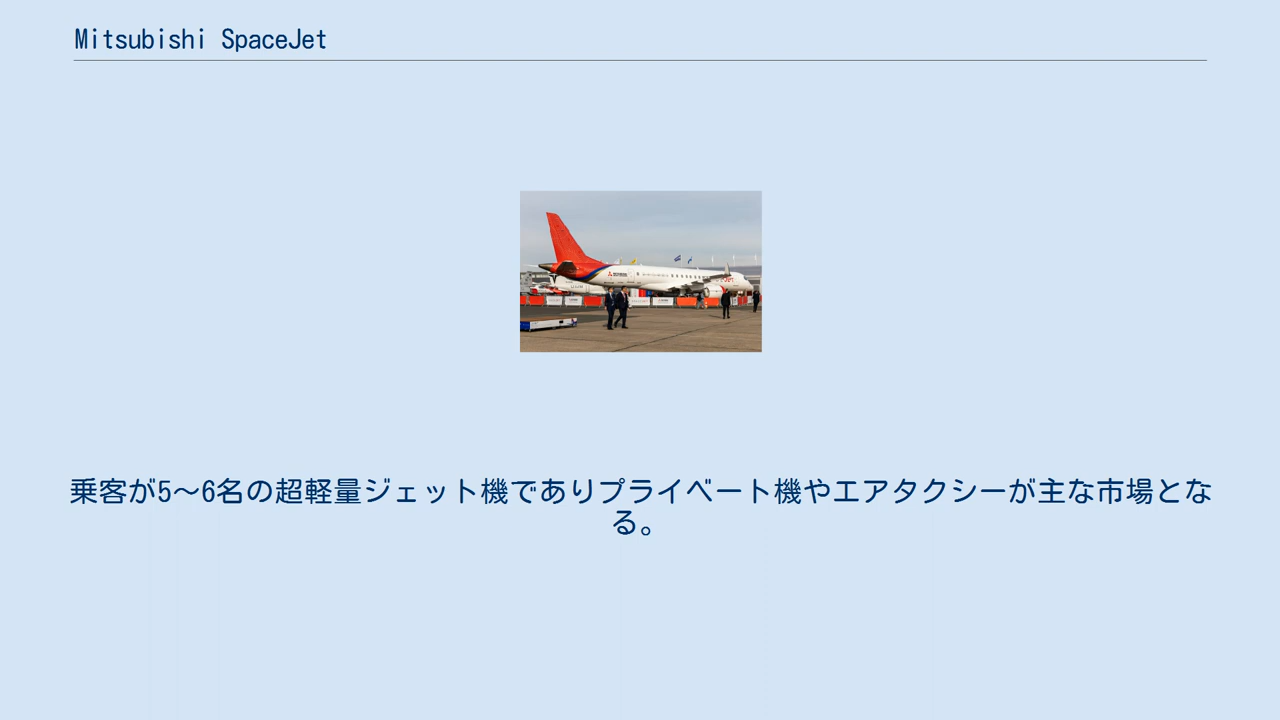 Mitsubishi SpaceJet
乗客が5〜6名の超軽量ジェット機でありプライベート機やエアタクシーが主な市場とな
る。